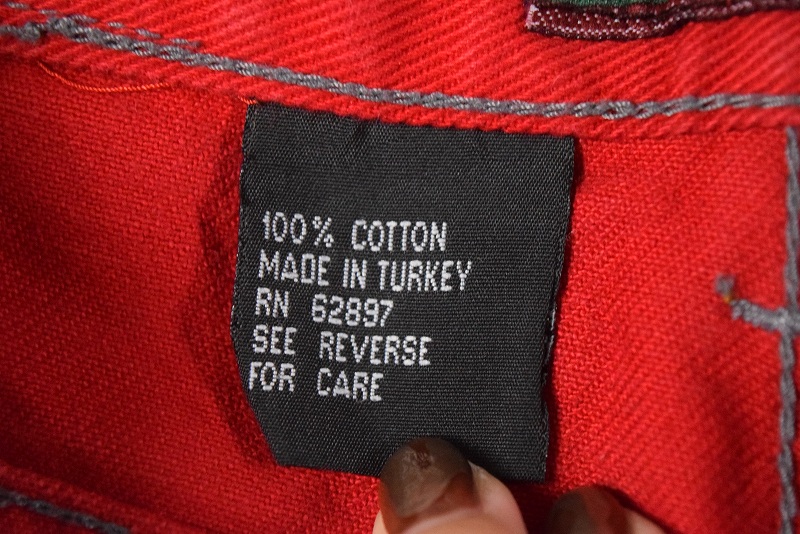 100% COTTON
MADE IN TURKEY
RN 62897
SEE REVERSE
FOR CARE